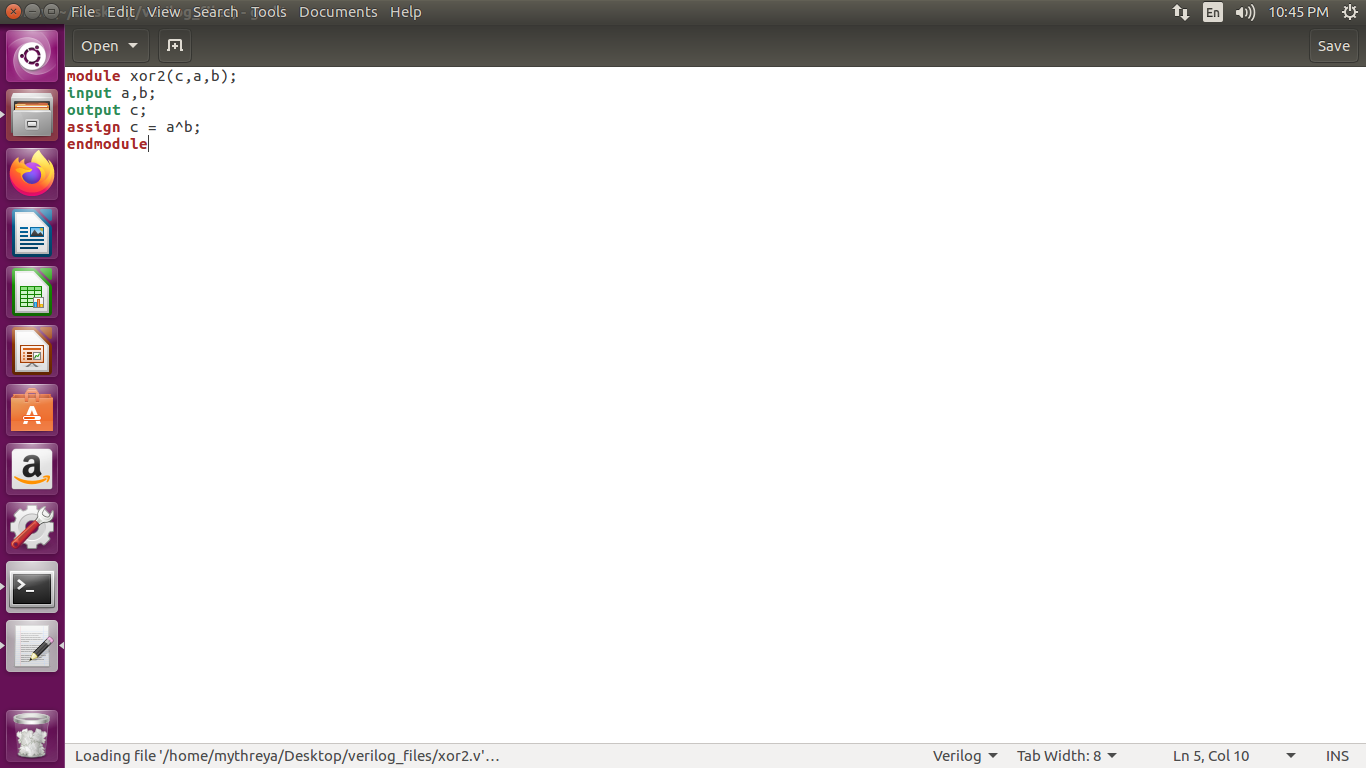 File Edit View Search Tools Documents Help
En 10:45 PM
Open Save
module xor2(c,a,b);
input a,b;
output c;
assign c = a^b;
endmodule
Loading file '/home/mythreya/Desktop/verilog_files/xor2.v'… Verilog Tab Width: 8 Ln 5, Col 10 INS